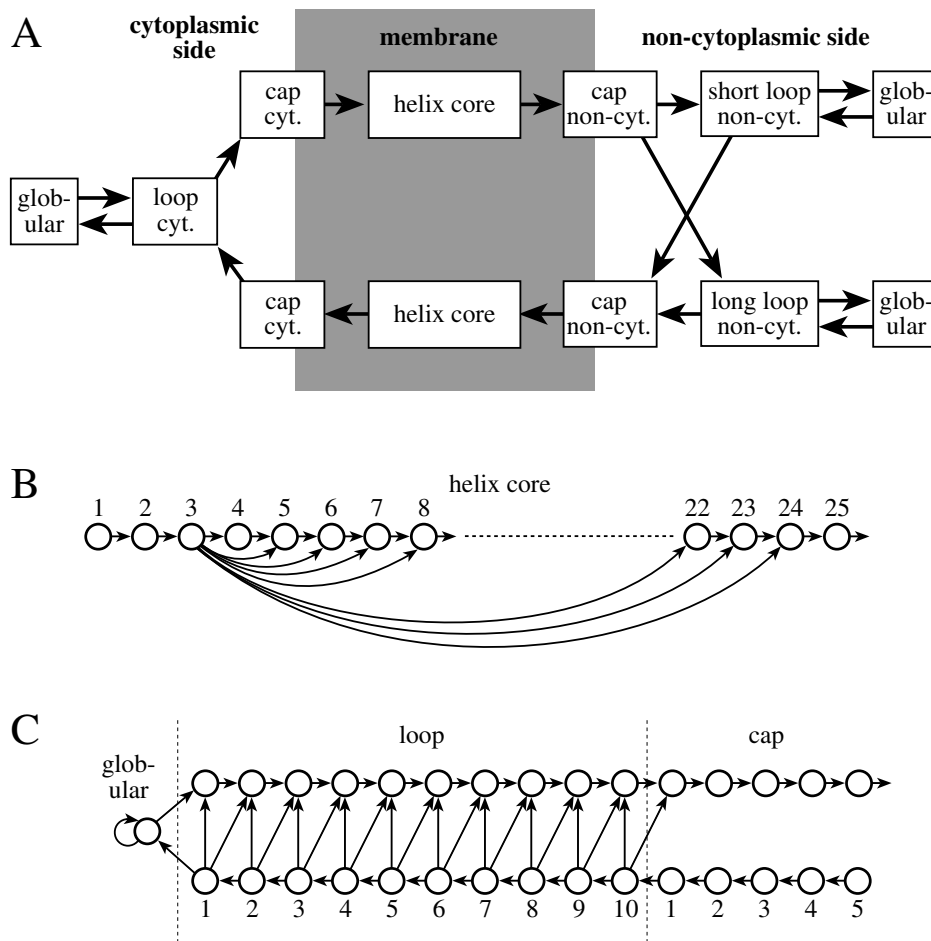 A
cytoplasmic
side
membrane
non-cytoplasmic side
cap
cyt.
helix core
cap
non-cyt.
short loop
non-cyt.
glob-
ular
glob-
ular
loop
cyt.
cap
cyt.
helix core
cap
non-cyt.
long loop
non-cyt.
glob-
ular
B
helix core
1 2 3 4 5 6 7 8 22 23 24 25
C
loop
cap
glob-
ular
1 2 3 4 5 6 7 8 9 10 1 2 3 4 5